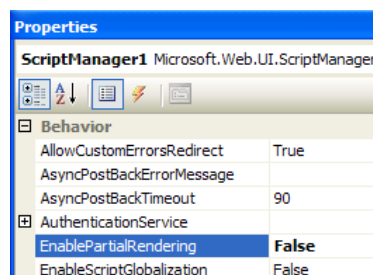 Properties
ScriptManager1 Microsoft.Web.UI.ScriptManager
Behavior
AllowCustomErrorsRedirect True
AsyncPostBackErrorMessage
AsyncPostBackTimeout 90
AuthenticationService
EnablePartialRendering False
EnableScriptGlobalization False